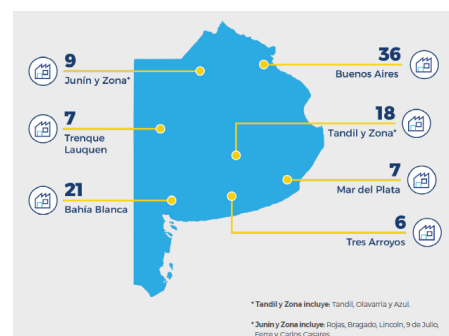 9
Junín y Zona*
7
Trenque
Lauquen
21
Bahía Blanca
36
Buenos Aires
18
Tandil y Zona*
7
Mar del Plata
6
Tres Arroyos
* Tandil y Zona incluye: Tandil, Olavarría y Azul.
* Junín y Zona incluye: Rojas, Bragado, Lincoln, 9 de Julio,
Ferre y Carlos Casares.